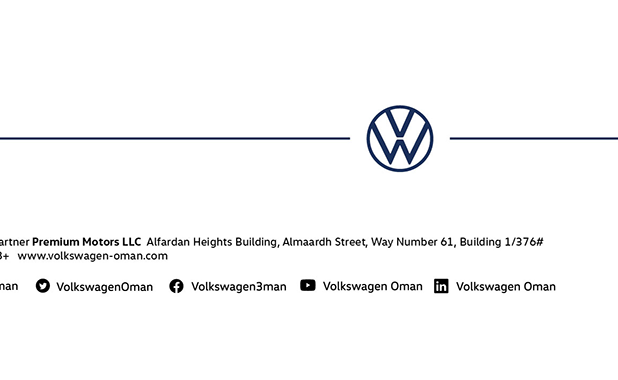 artner Premium Motors LLC Alfardan Heights Building, Almaardh Street, Way Number 61, Building 1/376#
3+ www.volkswagen-oman.com
man VolkswagenOman Volkswagen3man Volkswagen Oman Volkswagen Oman